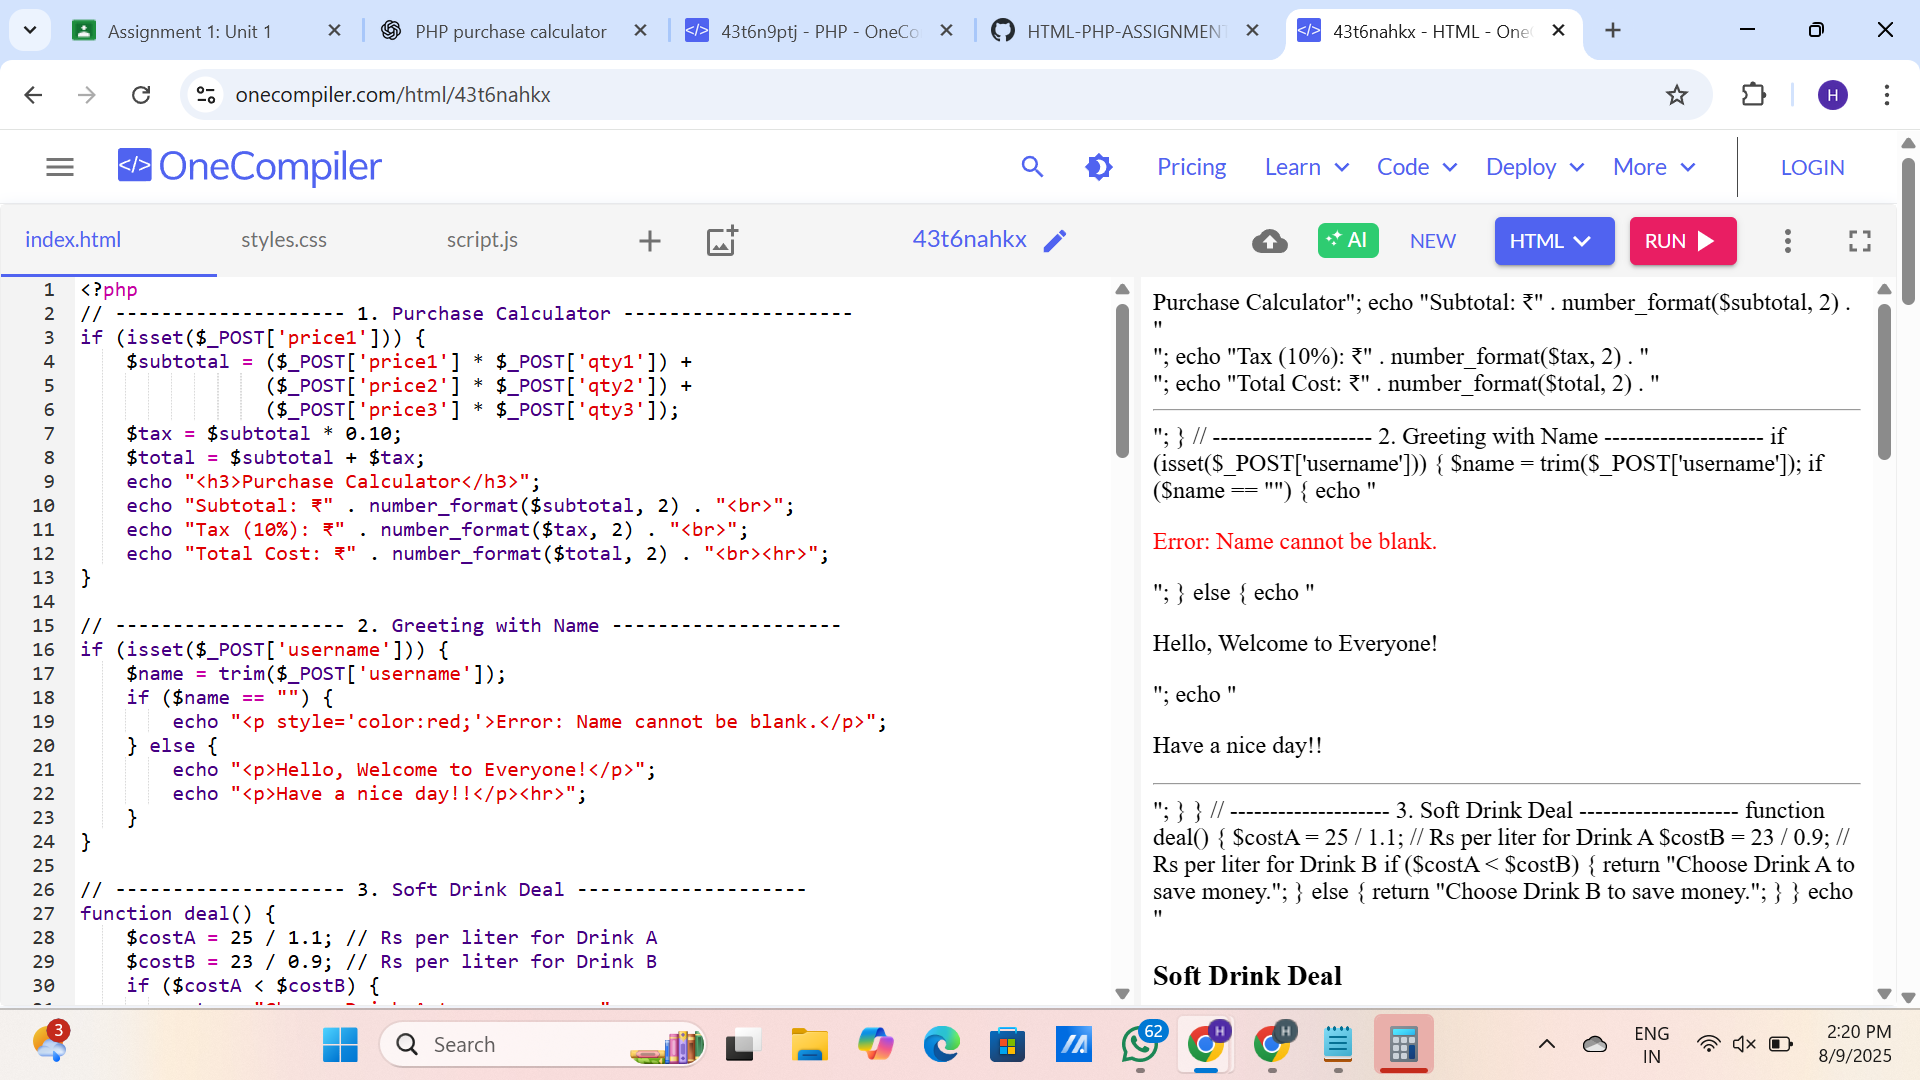 Assignment 1: Unit 1
PHP purchase calculator
43t6n9ptj - PHP - OneCo
HTML-PHP-ASSIGNMENT
43t6nahkx - HTML - One
onecompiler.com/html/43t6nahkx
H
</> OneCompiler
Pricing
Learn
Code
Deploy
More
LOGIN
index.html
styles.css
script.js
43t6nahkx
AI
NEW
HTML
RUN
1 <?php
2 // -------------------- 1. Purchase Calculator --------------------
3 if (isset($_POST['price1'])) {
4 $subtotal = ($_POST['price1'] * $_POST['qty1']) +
5 ($_POST['price2'] * $_POST['qty2']) +
6 ($_POST['price3'] * $_POST['qty3']);
7 $tax = $subtotal * 0.10;
8 $total = $subtotal + $tax;
9 echo "<h3>Purchase Calculator</h3>";
10 echo "Subtotal: ₹" . number_format($subtotal, 2) . "<br>";
11 echo "Tax (10%): ₹" . number_format($tax, 2) . "<br>";
12 echo "Total Cost: ₹" . number_format($total, 2) . "<br><hr>";
13 }
14
15 // -------------------- 2. Greeting with Name --------------------
16 if (isset($_POST['username'])) {
17 $name = trim($_POST['username']);
18 if ($name == "") {
19 echo "<p style='color:red;'>Error: Name cannot be blank.</p>";
20 } else {
21 echo "<p>Hello, Welcome to Everyone!</p>";
22 echo "<p>Have a nice day!!</p><hr>";
23 }
24 }
25
26 // -------------------- 3. Soft Drink Deal --------------------
27 function deal() {
28 $costA = 25 / 1.1; // Rs per liter for Drink A
29 $costB = 23 / 0.9; // Rs per liter for Drink B
30 if ($costA < $costB) {
Purchase Calculator"; echo "Subtotal: ₹" . number_format($subtotal, 2) .
"
"; echo "Tax (10%): ₹" . number_format($tax, 2) . "
"; echo "Total Cost: ₹" . number_format($total, 2) . "
"; } // -------------------- 2. Greeting with Name -------------------- if
(isset($_POST['username'])) { $name = trim($_POST['username']); if
($name == "") { echo "
Error: Name cannot be blank.
"; } else { echo "
Hello, Welcome to Everyone!
"; echo "
Have a nice day!!
"; } } // -------------------- 3. Soft Drink Deal -------------------- function
deal() { $costA = 25 / 1.1; // Rs per liter for Drink A $costB = 23 / 0.9; //
Rs per liter for Drink B if ($costA < $costB) { return "Choose Drink A to
save money."; } else { return "Choose Drink B to save money."; } } echo
"
Soft Drink Deal
3
Search
62
H
H
ENG
IN
2:20 PM
8/9/2025